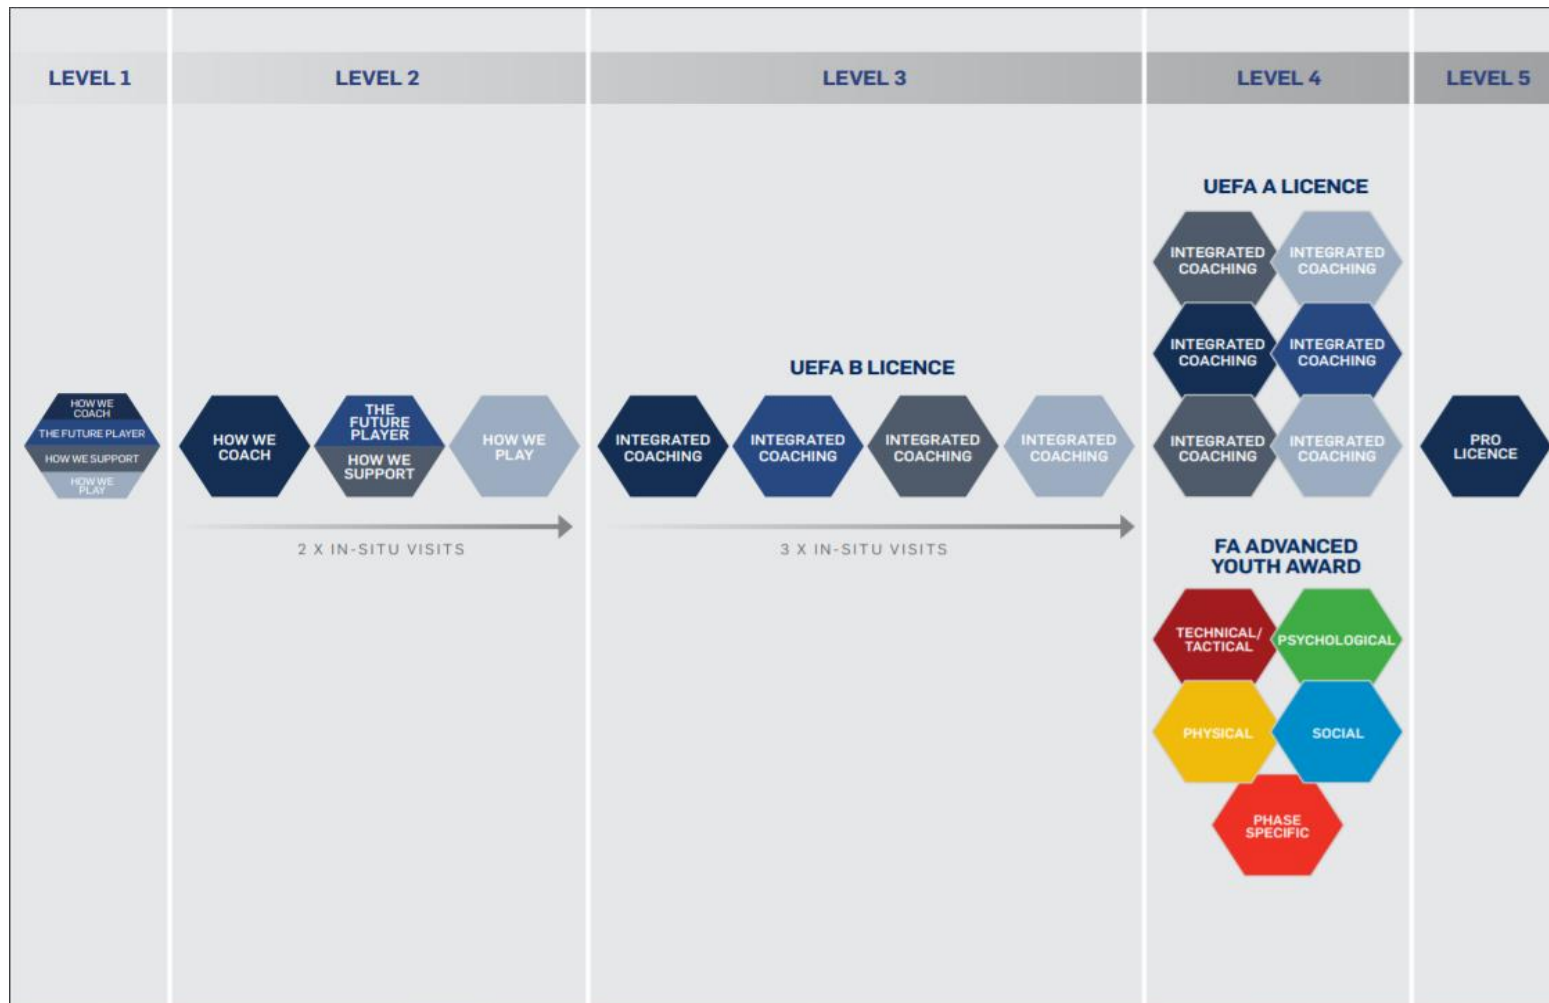 LEVEL 1
LEVEL 2
LEVEL 3
LEVEL 4
LEVEL 5
HOW WE
COACH
THE FUTURE PLAYER
HOW WE SUPPORT
HOW WE
PLAY
HOW WE
COACH
THE
FUTURE
PLAYER
HOW WE
SUPPORT
HOW WE
PLAY
2 X IN-SITU VISITS
UEFA B LICENCE
INTEGRATED
COACHING
INTEGRATED
COACHING
INTEGRATED
COACHING
INTEGRATED
COACHING
3 X IN-SITU VISITS
UEFA A LICENCE
INTEGRATED
COACHING
INTEGRATED
COACHING
INTEGRATED
COACHING
INTEGRATED
COACHING
INTEGRATED
COACHING
INTEGRATED
COACHING
FA ADVANCED
YOUTH AWARD
TECHNICAL/
TACTICAL
PSYCHOLOGICAL
PHYSICAL
SOCIAL
PHASE
SPECIFIC
PRO
LICENCE